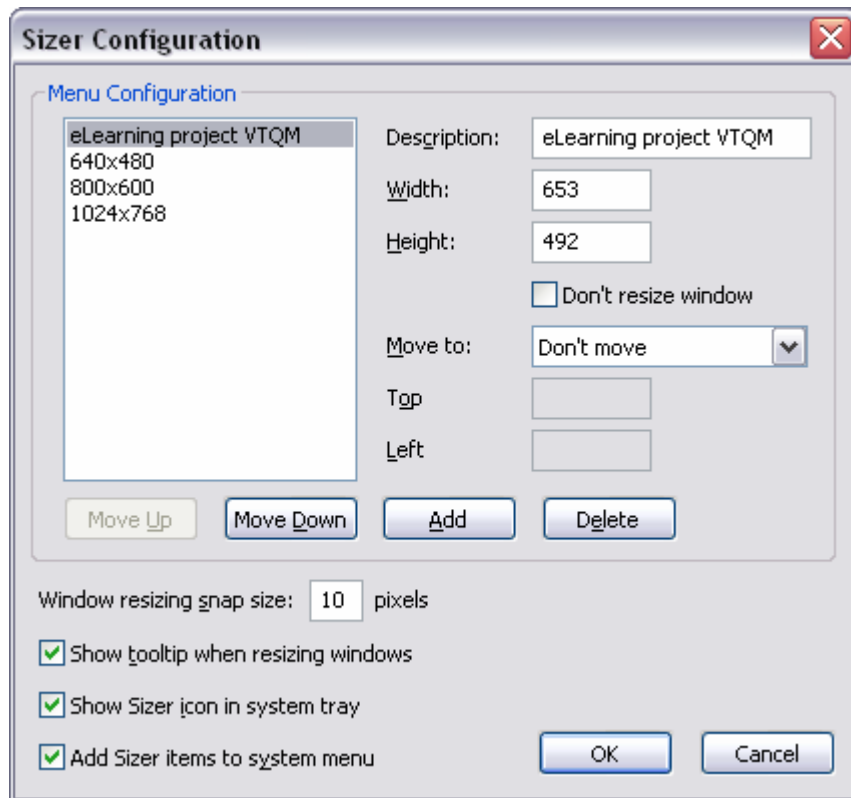 Sizer Configuration
Menu Configuration
eLearning project VTQM
640x480
800x600
1024x768
Description: eLearning project VTQM
Width: 653
Height: 492
Don't resize window
Move to: Don't move
Top
Left
Move Up Move Down Add Delete
Window resizing snap size: 10 pixels
Show tooltip when resizing windows
Show Sizer icon in system tray
Add Sizer items to system menu
OK Cancel